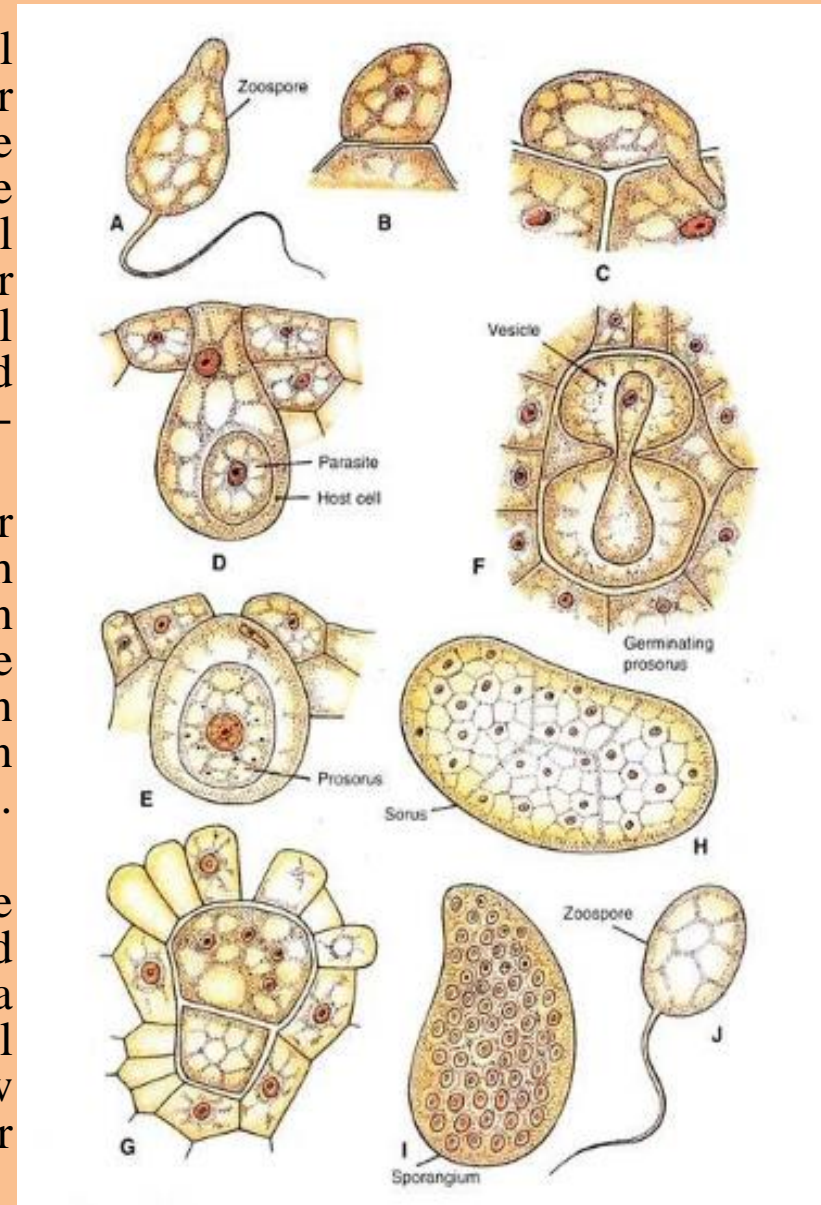 l
r
e
e
l
r
l
d
-
r
n
n
e
n
n
.
e
d
a
l
r
Zoospore
A
B
C
Vesicle
Parasite
Host cell
D
F
Germinating
prosorus
E
Prosorus
Sorus
H
Zoospore
G
I
J
Sporangium